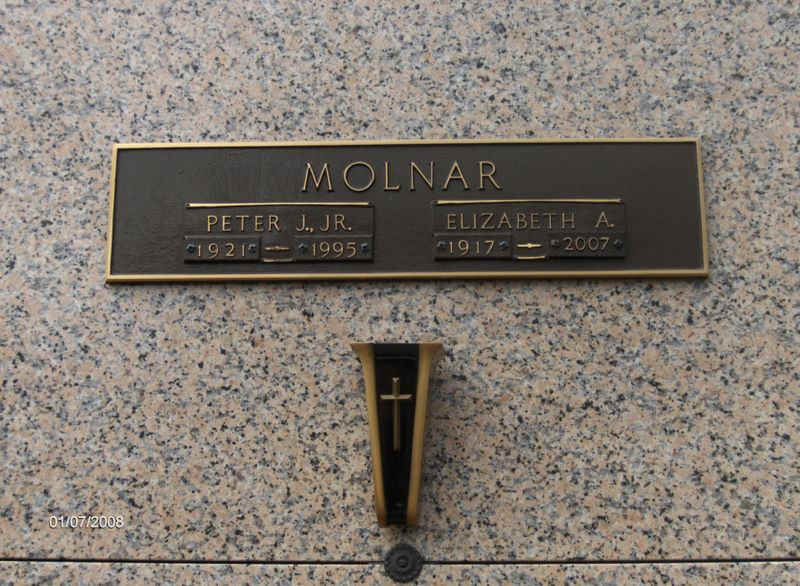 MOLNAR
PETER J., JR.
1921 - 1995
ELIZABETH A.
1917 - 2007
01/07/2008